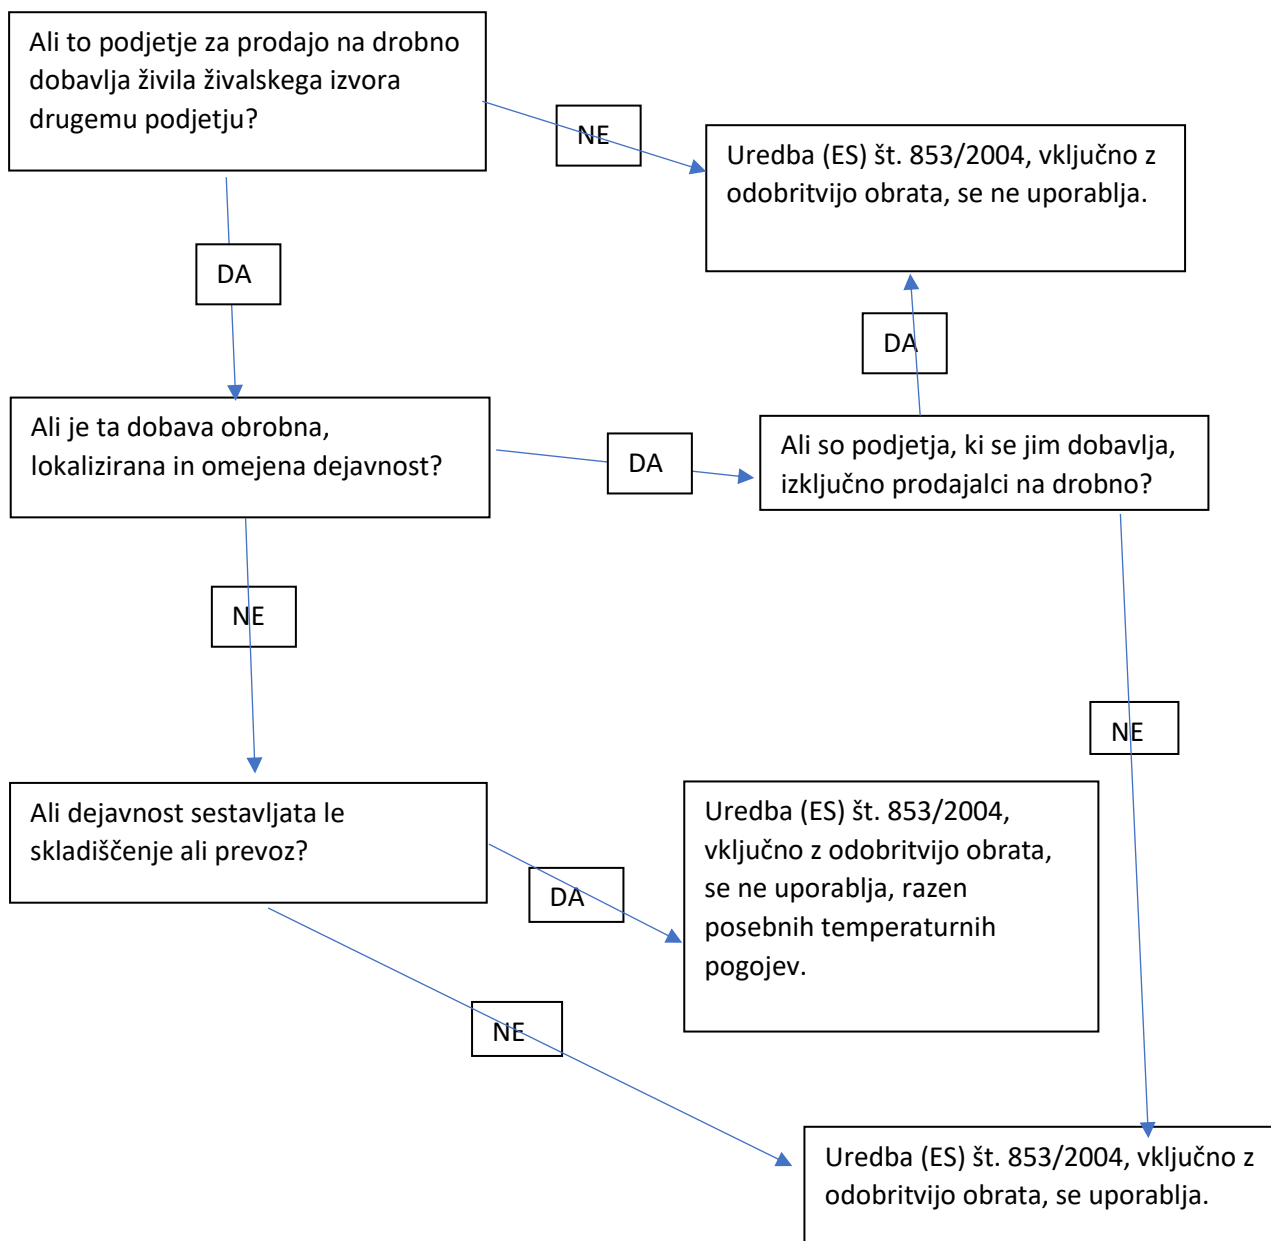 Ali to podjetje za prodajo na drobno
dobavlja živila živalskega izvora
drugemu podjetju?
NE
Uredba (ES) št. 853/2004, vključno z
odobritvijo obrata, se ne uporablja.
DA
DA
Ali je ta dobava obrobna,
lokalizirana in omejena dejavnost?
DA
Ali so podjetja, ki se jim dobavlja,
izključno prodajalci na drobno?
NE
NE
Ali dejavnost sestavljata le
skladiščenje ali prevoz?
DA
Uredba (ES) št. 853/2004,
vključno z odobritvijo obrata,
se ne uporablja, razen
posebnih temperaturnih
pogojev.
NE
Uredba (ES) št. 853/2004, vključno z
odobritvijo obrata, se uporablja.